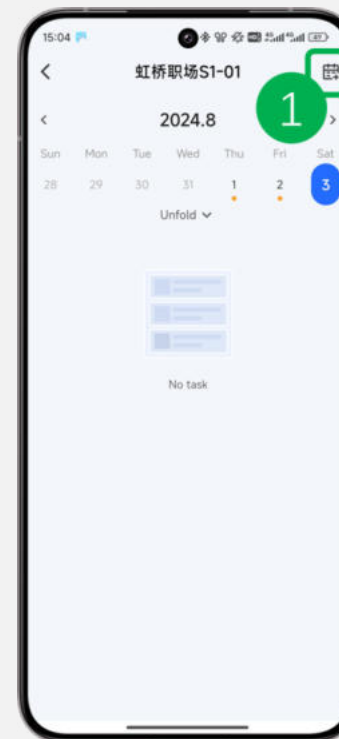 15:04
虹桥职场S1-01
1
2024.8
Sun Mon Tue Wed Thu Fri Sat
28 29 30 31 1 2 3
Unfold
No task